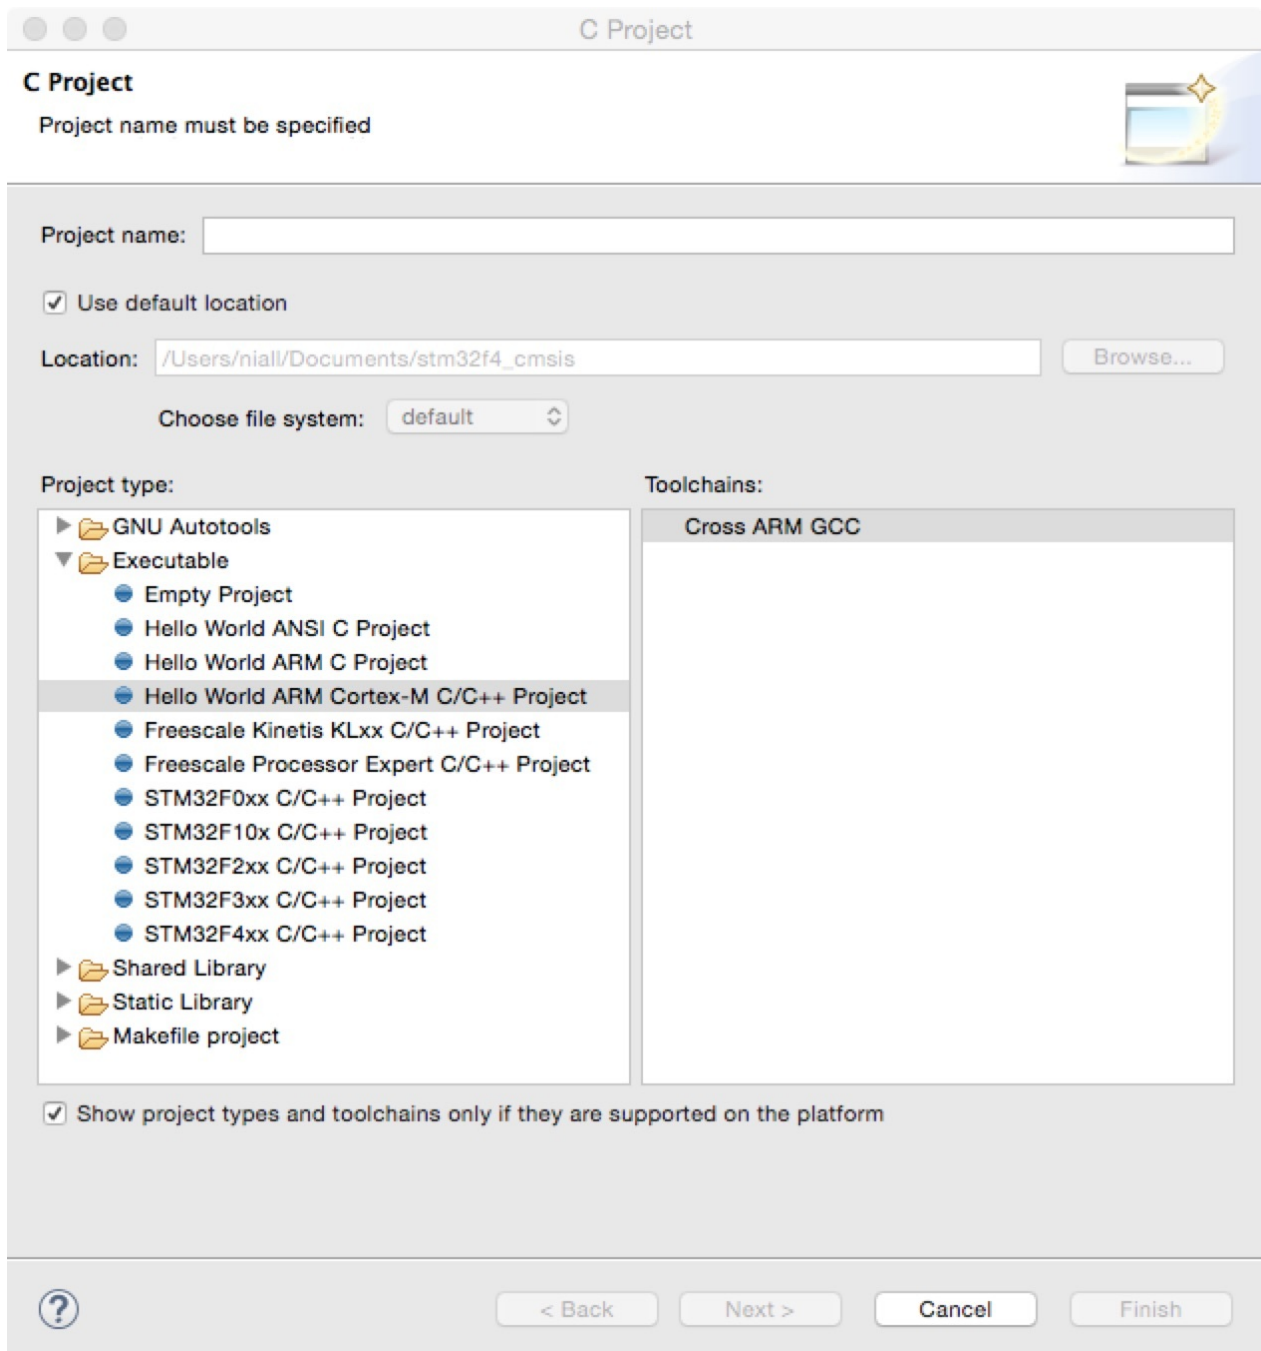 C Project
C Project
Project name must be specified
Project name:
Use default location
Location: /Users/niall/Documents/stm32f4_cmsis Browse...
Choose file system: default
Project type: Toolchains:
GNU Autotools Cross ARM GCC
Executable
Empty Project
Hello World ANSI C Project
Hello World ARM C Project
Hello World ARM Cortex-M C/C++ Project
Freescale Kinetis KLxx C/C++ Project
Freescale Processor Expert C/C++ Project
STM32F0xx C/C++ Project
STM32F10x C/C++ Project
STM32F2xx C/C++ Project
STM32F3xx C/C++ Project
STM32F4xx C/C++ Project
Shared Library
Static Library
Makefile project
Show project types and toolchains only if they are supported on the platform
? < Back Next > Cancel Finish